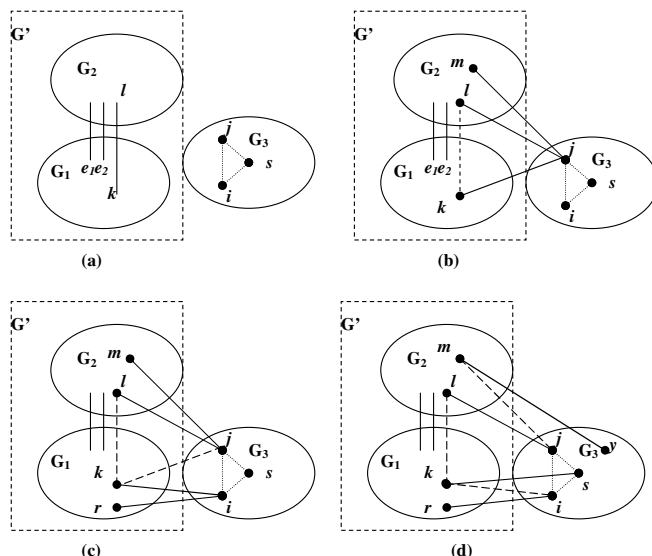 G'
G₂
l
G₁
e₁e₂
k
j
G₃
s
i
(a)
G'
G₂
m
l
G₁
e₁e₂
k
j
G₃
s
i
(b)
G'
G₂
m
l
G₁
k
r
j
G₃
s
i
(c)
G'
G₂
m
l
G₁
k
r
j
G₃
y
s
i
(d)